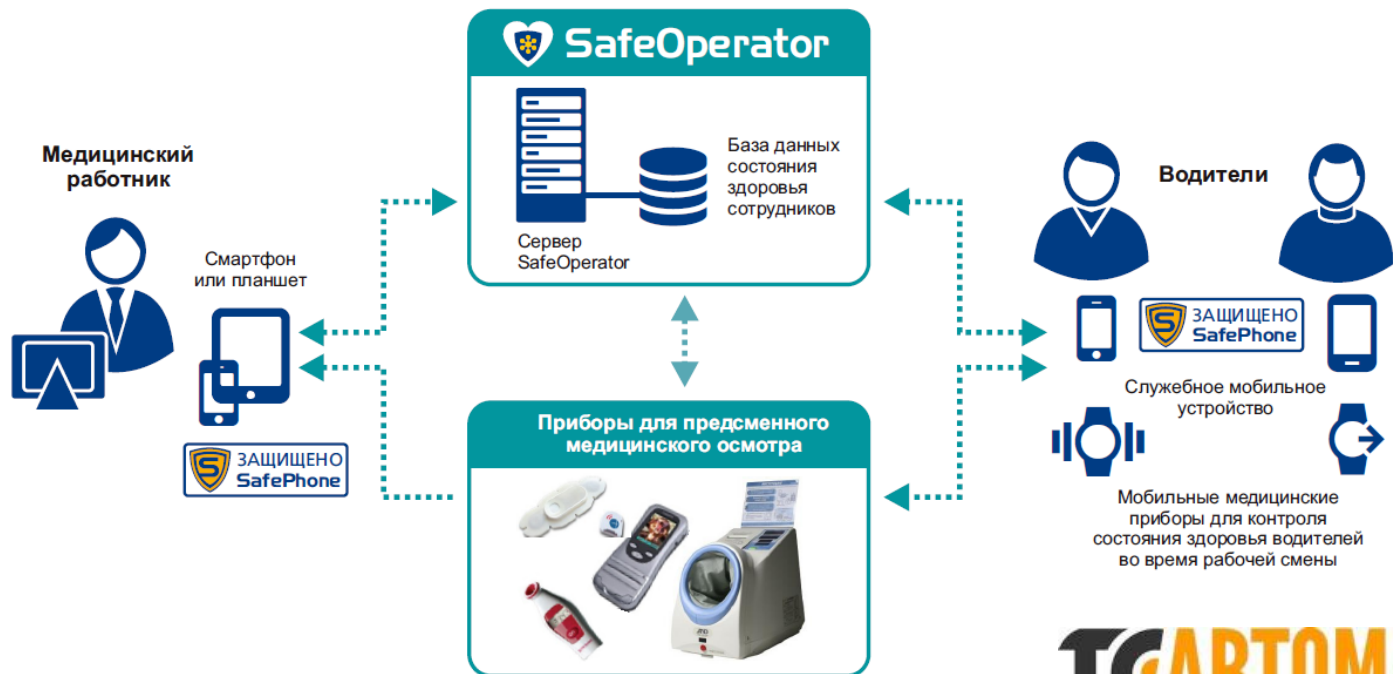 SafeOperator
База данных
состояния
здоровья
сотрудников
Сервер
SafeOperator
Медицинский
работник
Смартфон
или планшет
ЗАЩИЩЕНО
SafePhone
Приборы для предсменного
медицинского осмотра
AND
Водители
ЗАЩИЩЕНО
SafePhone
Служебное мобильное
устройство
Мобильные медицинские
приборы для контроля
состояния здоровья водителей
во время рабочей смены